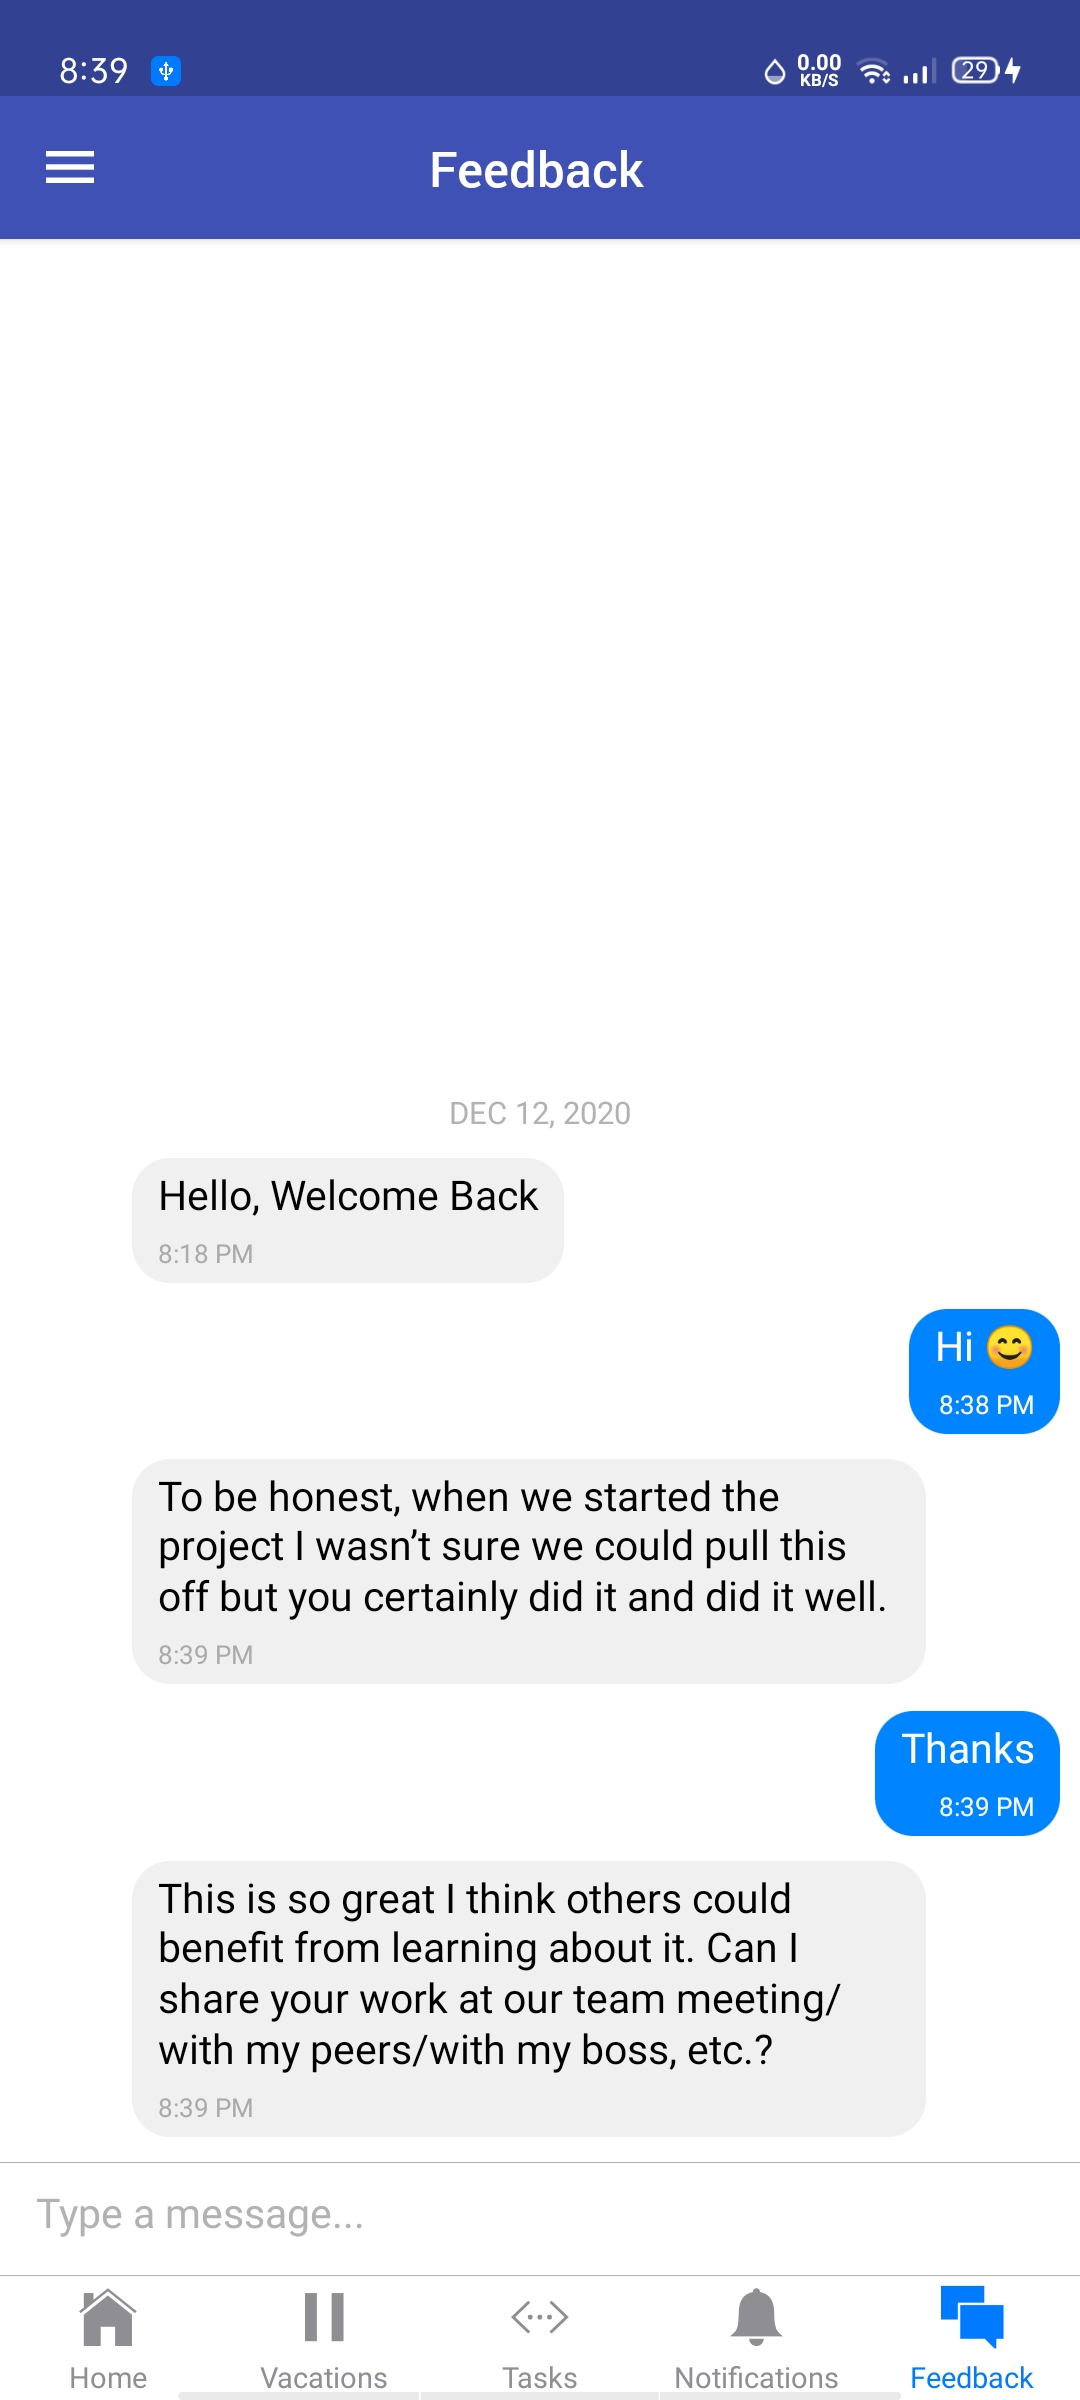 8:39 0.00 KB/S 29
Feedback
DEC 12, 2020
Hello, Welcome Back
8:18 PM
Hi 😊
8:38 PM
To be honest, when we started the
project I wasn’t sure we could pull this
off but you certainly did it and did it well.
8:39 PM
Thanks
8:39 PM
This is so great I think others could
benefit from learning about it. Can I
share your work at our team meeting/
with my peers/with my boss, etc.?
8:39 PM
Type a message...
Home Vacations Tasks Notifications Feedback